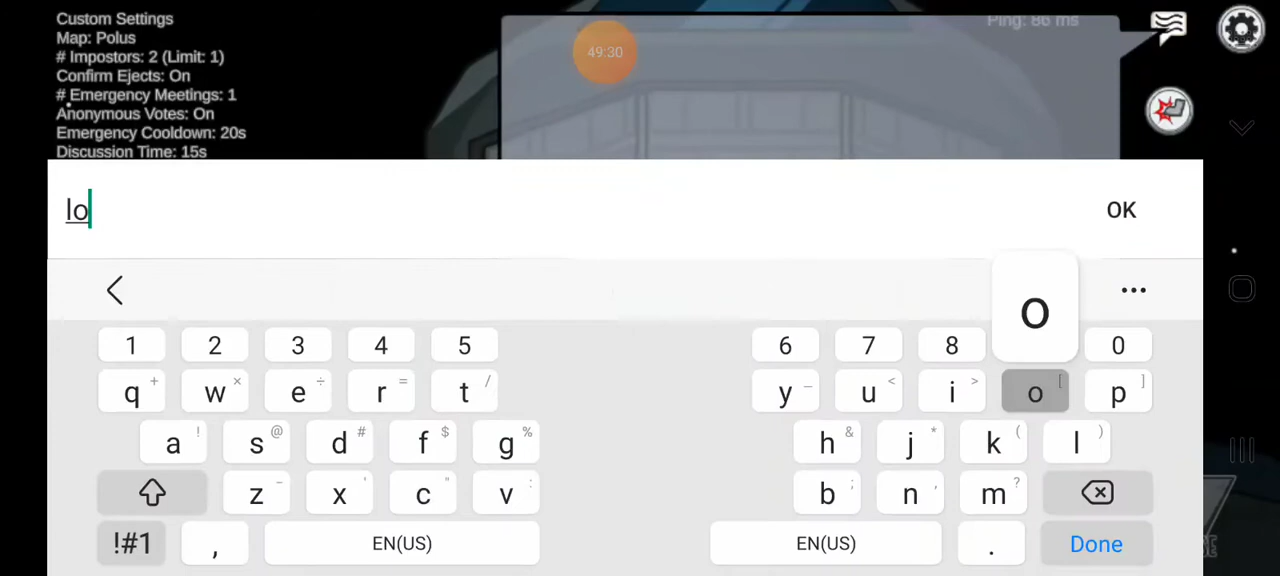 Custom Settings
Map: Polus
# Impostors: 2 (Limit: 1)
Confirm Ejects: On
# Emergency Meetings: 1
Anonymous Votes: On
Emergency Cooldown: 20s
Discussion Time: 15s
Ping: 86 ms
49:30
lo
OK
o
1 2 3 4 5 6 7 8 0
q + w × e ÷ r = t / y _ u < i > o [ p ]
a ! s @ d # f $ g % h & j * k ( l )
z - x ' c " v : b ; n , m ?
!#1 , EN(US) EN(US) . Done